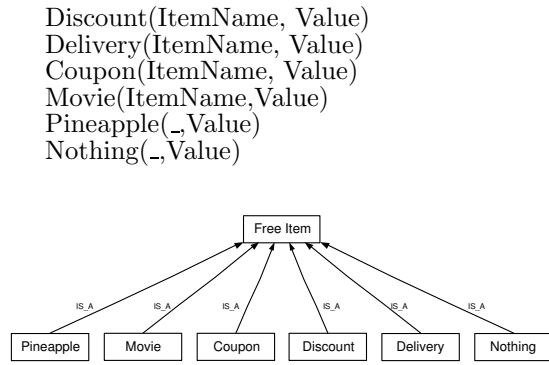 Discount(ItemName, Value)
Delivery(ItemName, Value)
Coupon(ItemName, Value)
Movie(ItemName,Value)
Pineapple(_,Value)
Nothing(_,Value)
Free Item
IS_A IS_A IS_A IS_A IS_A IS_A
Pineapple Movie Coupon Discount Delivery Nothing